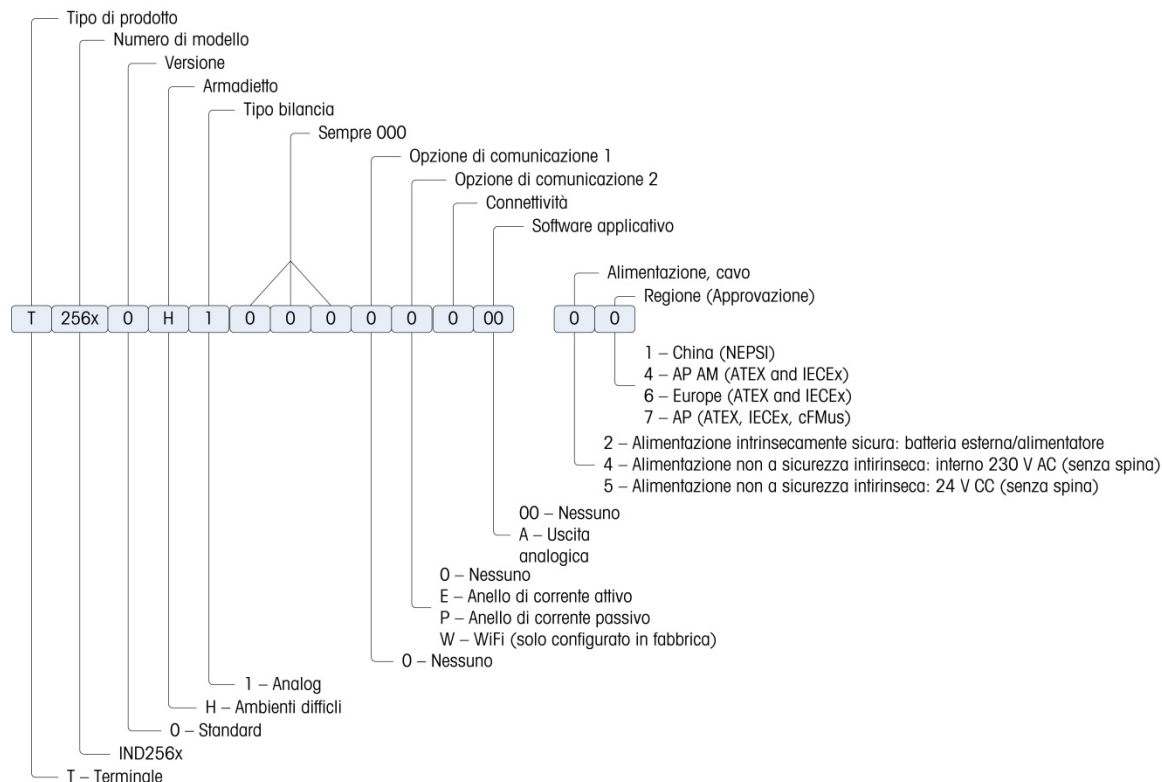 Tipo di prodotto
Numero di modello
Versione
Armadietto
Tipo bilancia
Sempre 000
Opzione di comunicazione 1
Opzione di comunicazione 2
Connettività
Software applicativo
Alimentazione, cavo
Regione (Approvazione)
T 256x 0 H 1 0 0 0 0 0 0 00 0 0
1 – China (NEPSI)
4 – AP AM (ATEX and IECEx)
6 – Europe (ATEX and IECEx)
7 – AP (ATEX, IECEx, cFMus)
2 – Alimentazione intrinsecamente sicura: batteria esterna/alimentatore
4 – Alimentazione non a sicurezza intirinseca: interno 230 V AC (senza spina)
5 – Alimentazione non a sicurezza intirinseca: 24 V CC (senza spina)
00 – Nessuno
A – Uscita
analogica
0 – Nessuno
E – Anello di corrente attivo
P – Anello di corrente passivo
W – WiFi (solo configurato in fabbrica)
0 – Nessuno
1 – Analog
H – Ambienti difficili
0 – Standard
IND256x
T – Terminale